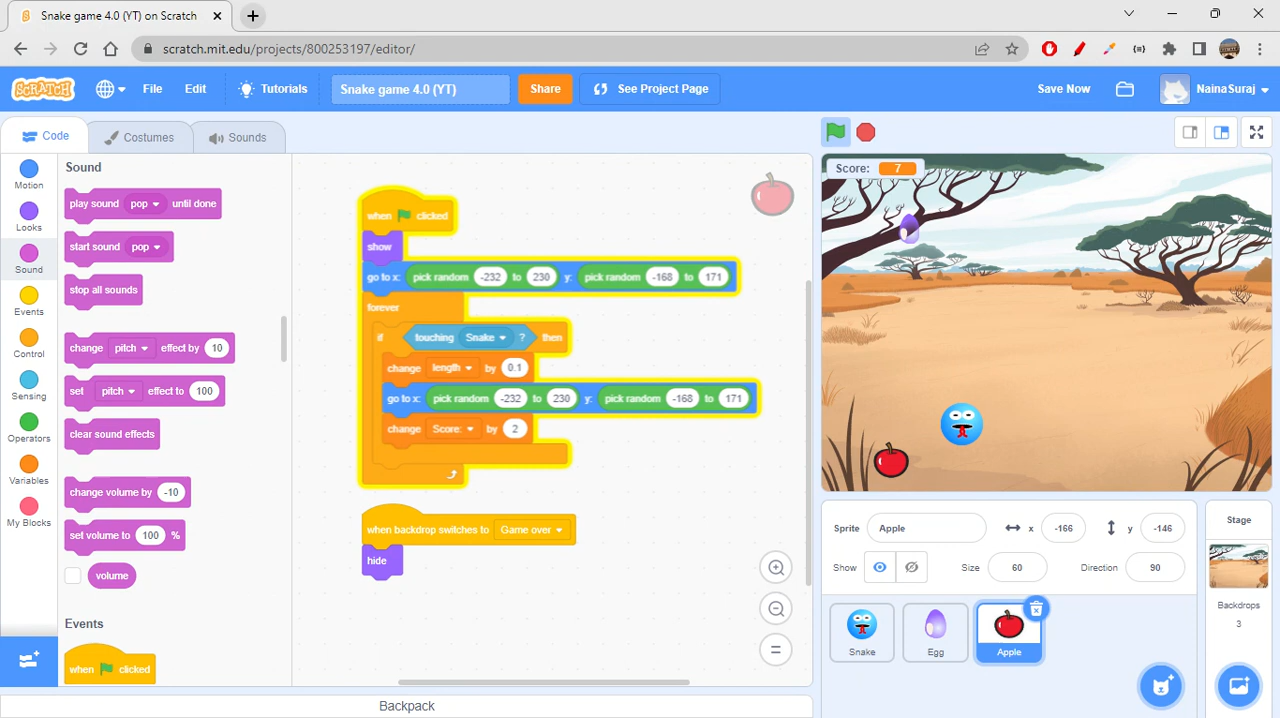 Snake game 4.0 (YT) on Scratch
scratch.mit.edu/projects/800253197/editor/
SCRATCH
File
Edit
Tutorials
Snake game 4.0 (YT)
Share
See Project Page
Save Now
NainaSuraj
Code
Costumes
Sounds
Motion
Looks
Sound
Events
Control
Sensing
Operators
Variables
My Blocks
Sound
play sound pop until done
start sound pop
stop all sounds
change pitch effect by 10
set pitch effect to 100
clear sound effects
change volume by -10
set volume to 100 %
volume
Events
when clicked
when clicked
show
go to x: pick random -232 to 230 y: pick random -168 to 171
forever
if touching Snake ? then
change length by 0.1
go to x: pick random -232 to 230 y: pick random -168 to 171
change Score: by 2
when backdrop switches to Game over
hide
Backpack
Score: 7
Sprite Apple x -166 y -146
Show Size 60 Direction 90
Snake
Egg
Apple
Stage
Backdrops
3